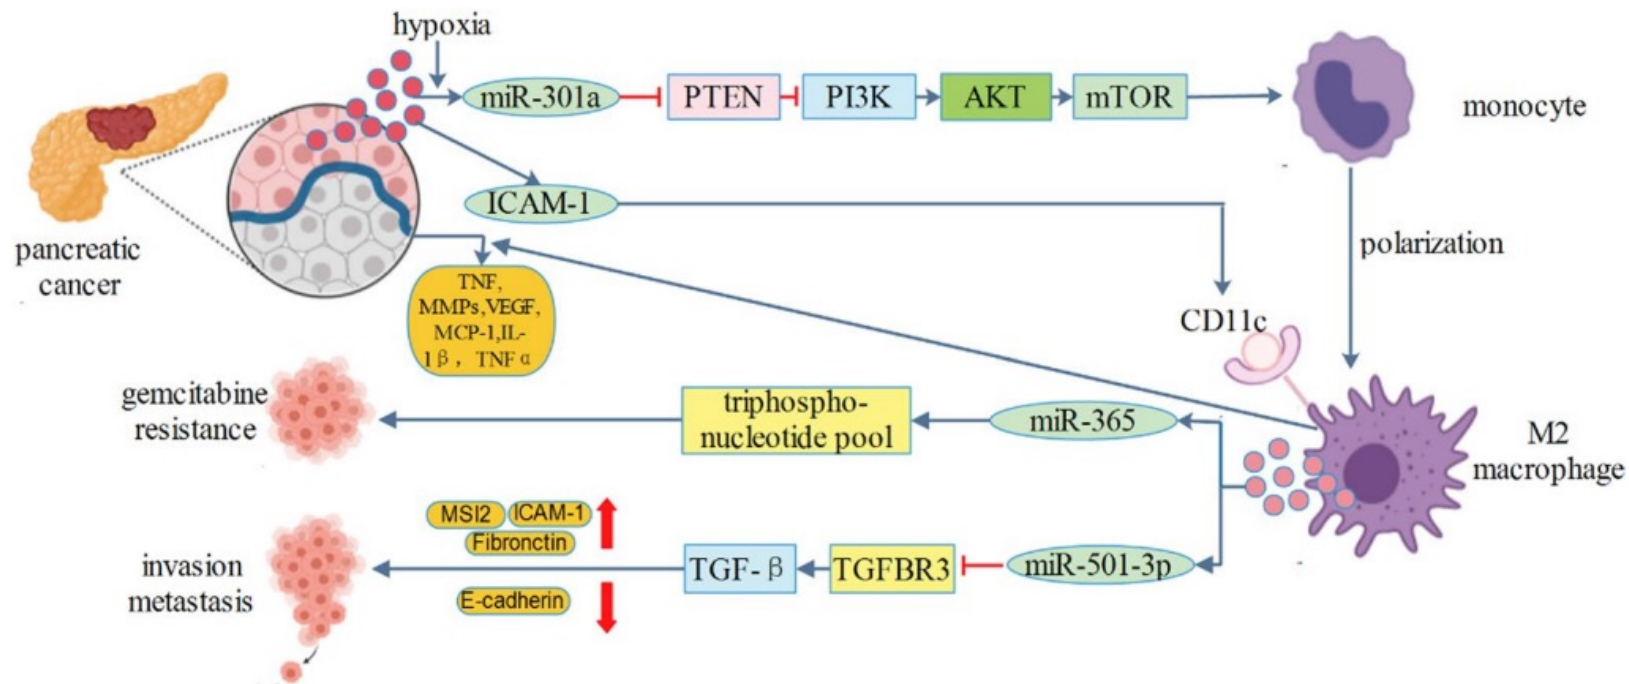 hypoxia
miR-301a
PTEN
PI3K
AKT
mTOR
monocyte
ICAM-1
pancreatic
cancer
polarization
TNF,
MMPs,VEGF,
MCP-1,IL-
1β, TNFα
CD11c
gemcitabine
resistance
triphospho-
nucleotide pool
miR-365
M2
macrophage
MSI2
ICAM-1
Fibronctin
invasion
metastasis
TGF-β
TGFBR3
miR-501-3p
E-cadherin